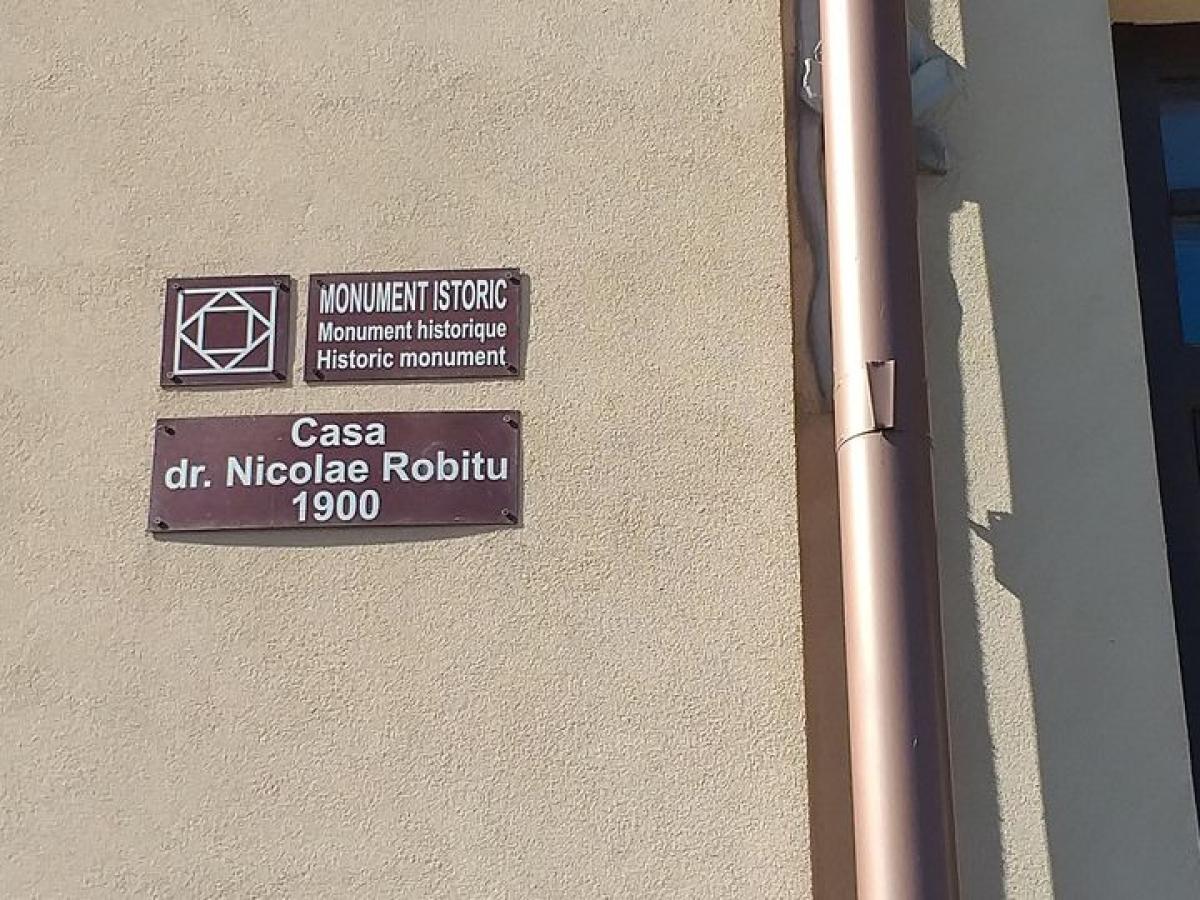 MONUMENT ISTORIC
Monument historique
Historic monument
Casa
dr. Nicolae Robitu
1900